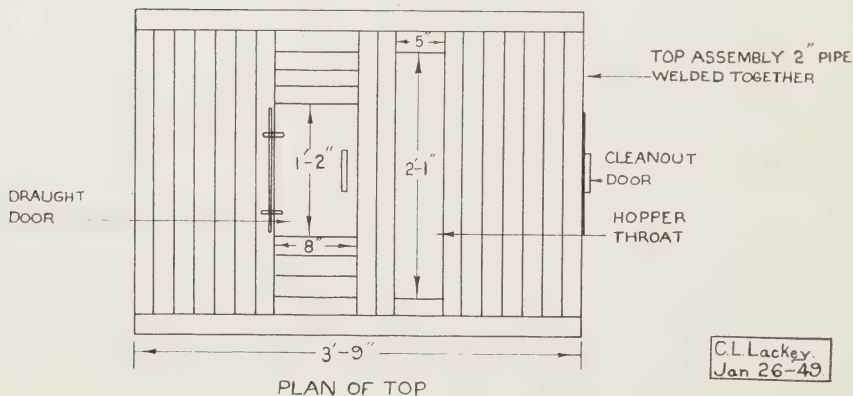 5"
TOP ASSEMBLY 2" PIPE
WELDED TOGETHER
1'-2"
2'-1"
CLEANOUT
DOOR
DRAUGHT
DOOR
HOPPER
THROAT
8"
3'-9"
PLAN OF TOP
C.L.Lackey.
Jan 26-49.